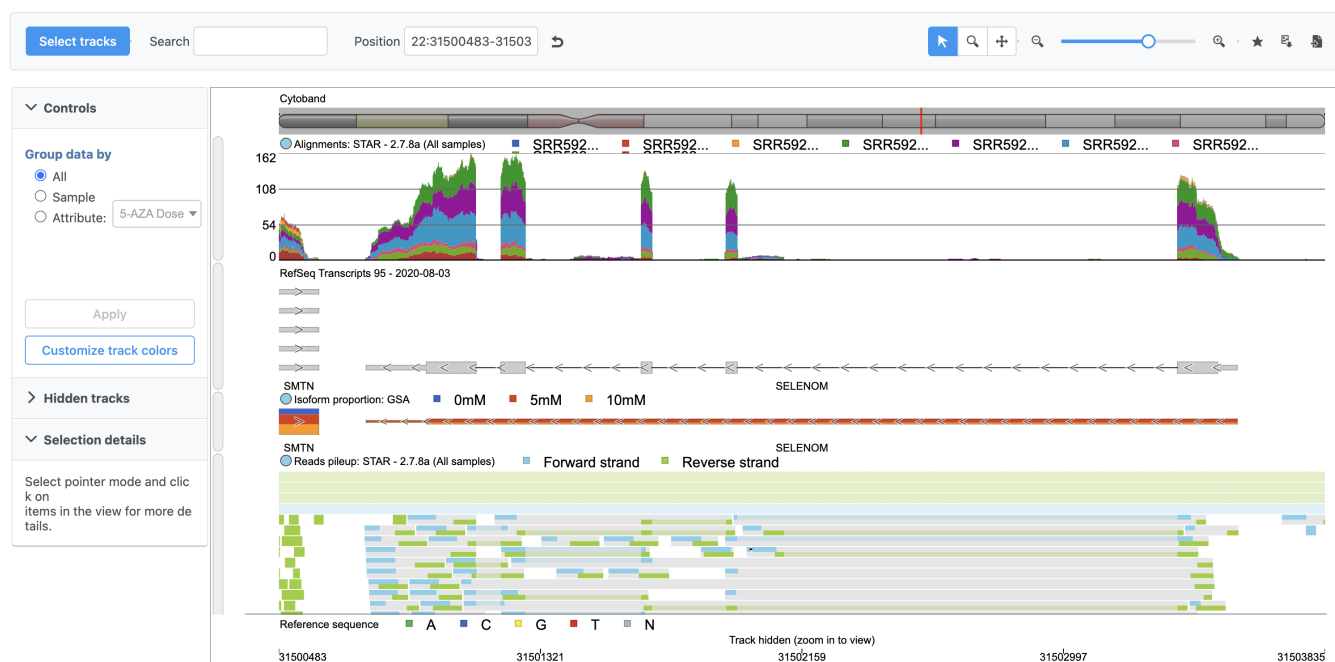 Select tracks Search Position 22:31500483-31503
Controls
Group data by
All
Sample
Attribute: 5-AZA Dose
Apply
Customize track colors
Hidden tracks
Selection details
Select pointer mode and clic
k on
items in the view for more de
tails.
Cytoband
Alignments: STAR - 2.7.8a (All samples) SRR592... SRR592... SRR592... SRR592... SRR592... SRR592... SRR592...
162
108
54
0
RefSeq Transcripts 95 - 2020-08-03
SMTN SELENOM
Isoform proportion: GSA 0mM 5mM 10mM
SMTN SELENOM
Reads pileup: STAR - 2.7.8a (All samples) Forward strand Reverse strand
Reference sequence A C G T N
Track hidden (zoom in to view)
31500483 31501321 31502159 31502997 31503835